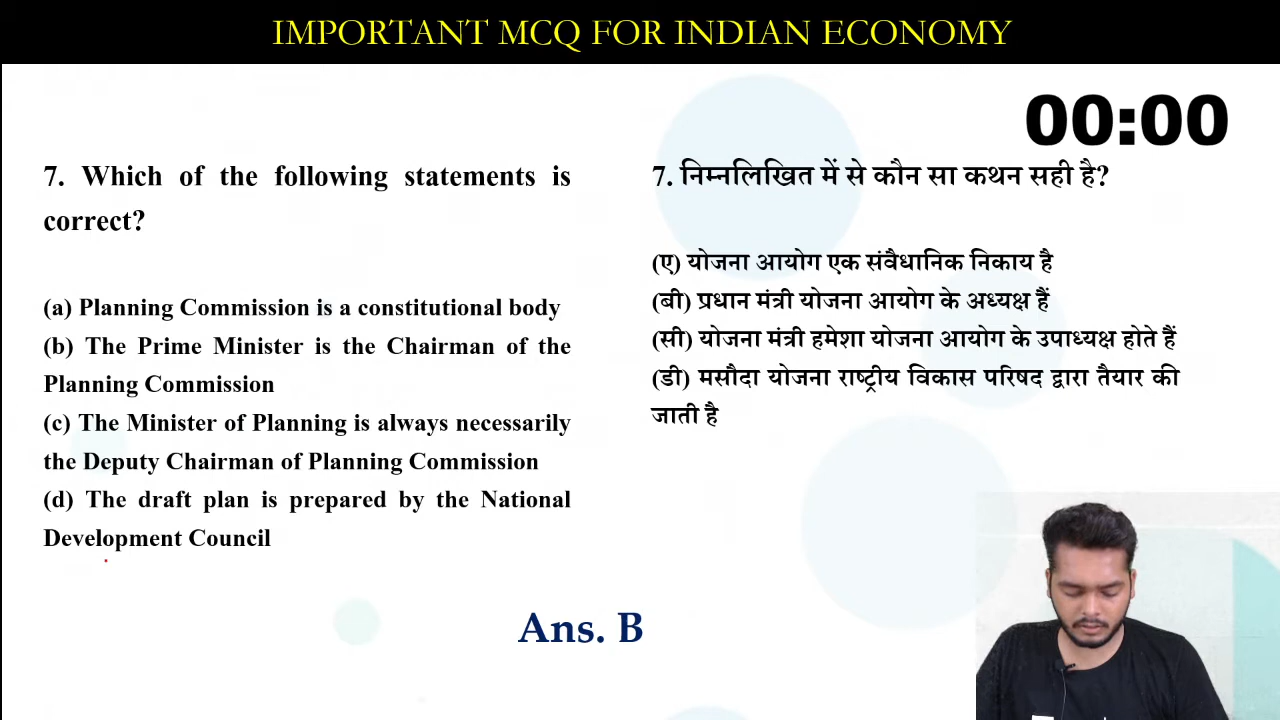 IMPORTANT MCQ FOR INDIAN ECONOMY
00:00
7. Which of the following statements is
correct?
(a) Planning Commission is a constitutional body
(b) The Prime Minister is the Chairman of the
Planning Commission
(c) The Minister of Planning is always necessarily
the Deputy Chairman of Planning Commission
(d) The draft plan is prepared by the National
Development Council
7. निम्नलिखित में से कौन सा कथन सही है?
(ए) योजना आयोग एक संवैधानिक निकाय है
(बी) प्रधान मंत्री योजना आयोग के अध्यक्ष हैं
(सी) योजना मंत्री हमेशा योजना आयोग के उपाध्यक्ष होते हैं
(डी) मसौदा योजना राष्ट्रीय विकास परिषद द्वारा तैयार की
जाती है
Ans. B